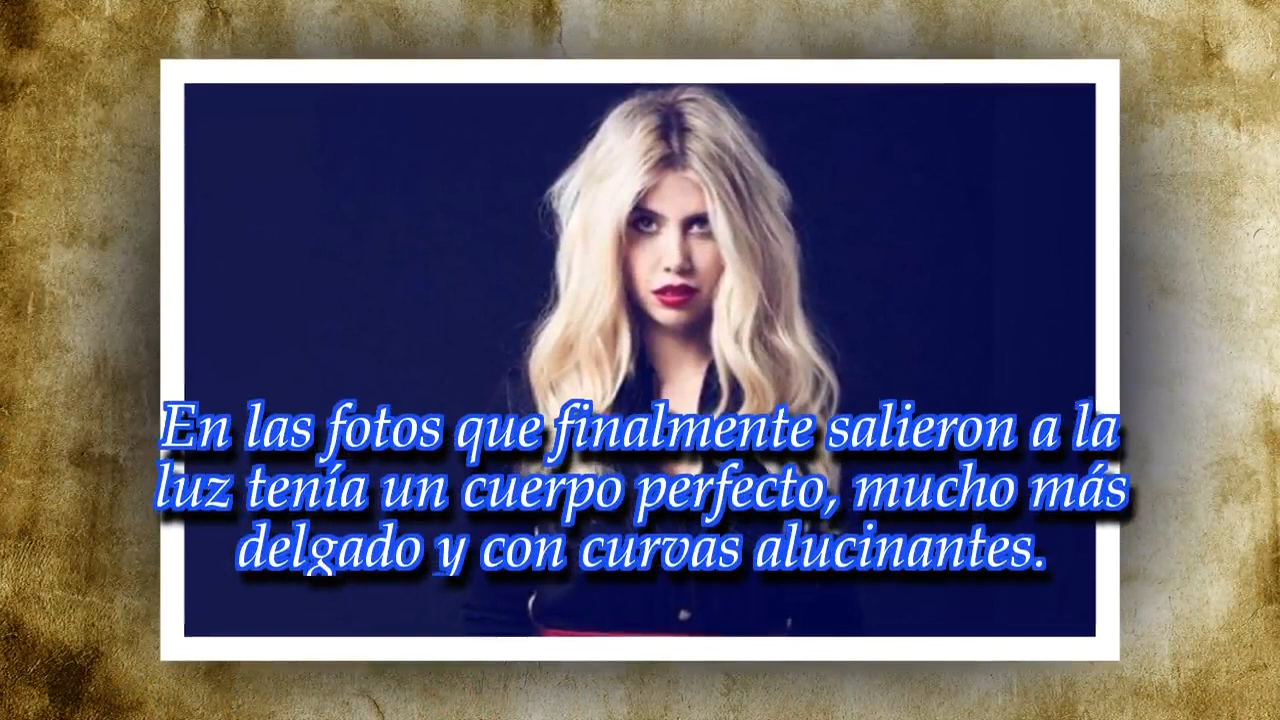 En las fotos que finalmente salieron a la
luz tenía un cuerpo perfecto, mucho más
delgado y con curvas alucinantes.